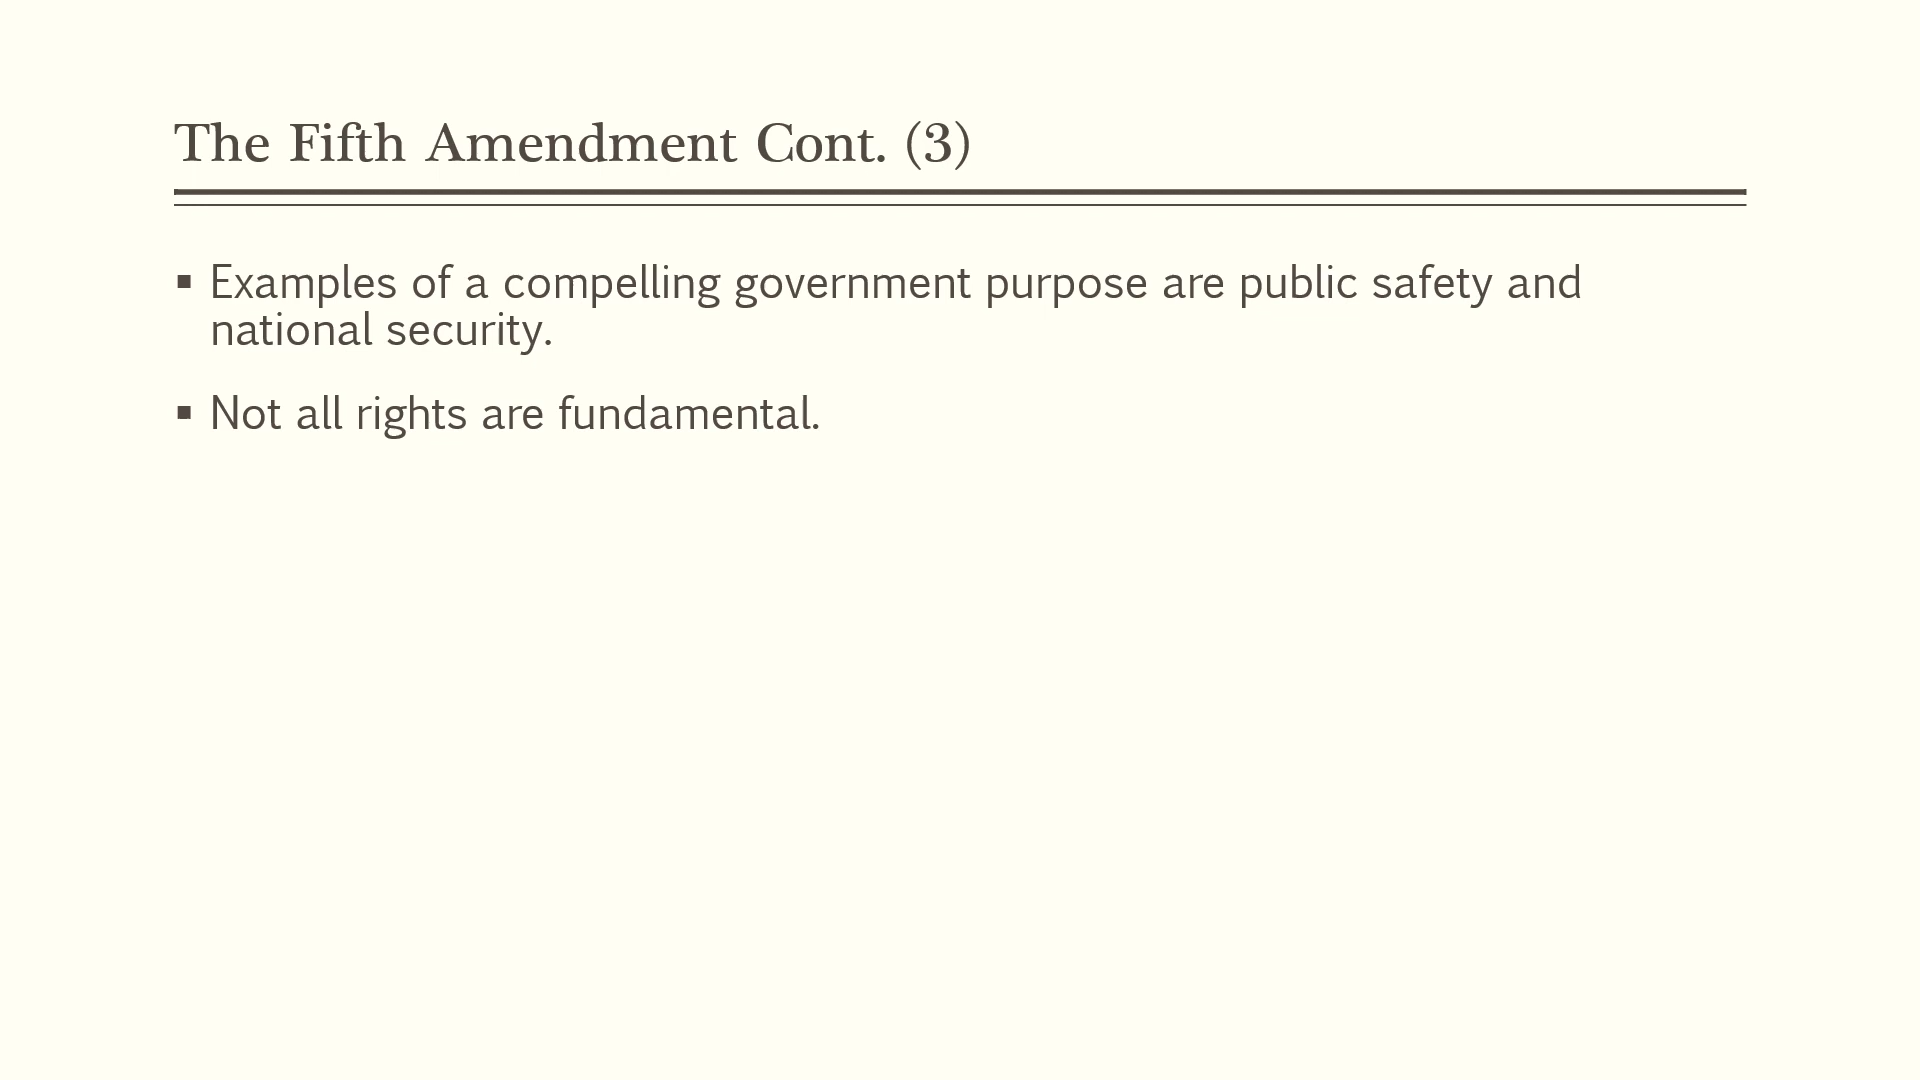 The Fifth Amendment Cont. (3)
▪ Examples of a compelling government purpose are public safety and
national security.
▪ Not all rights are fundamental.